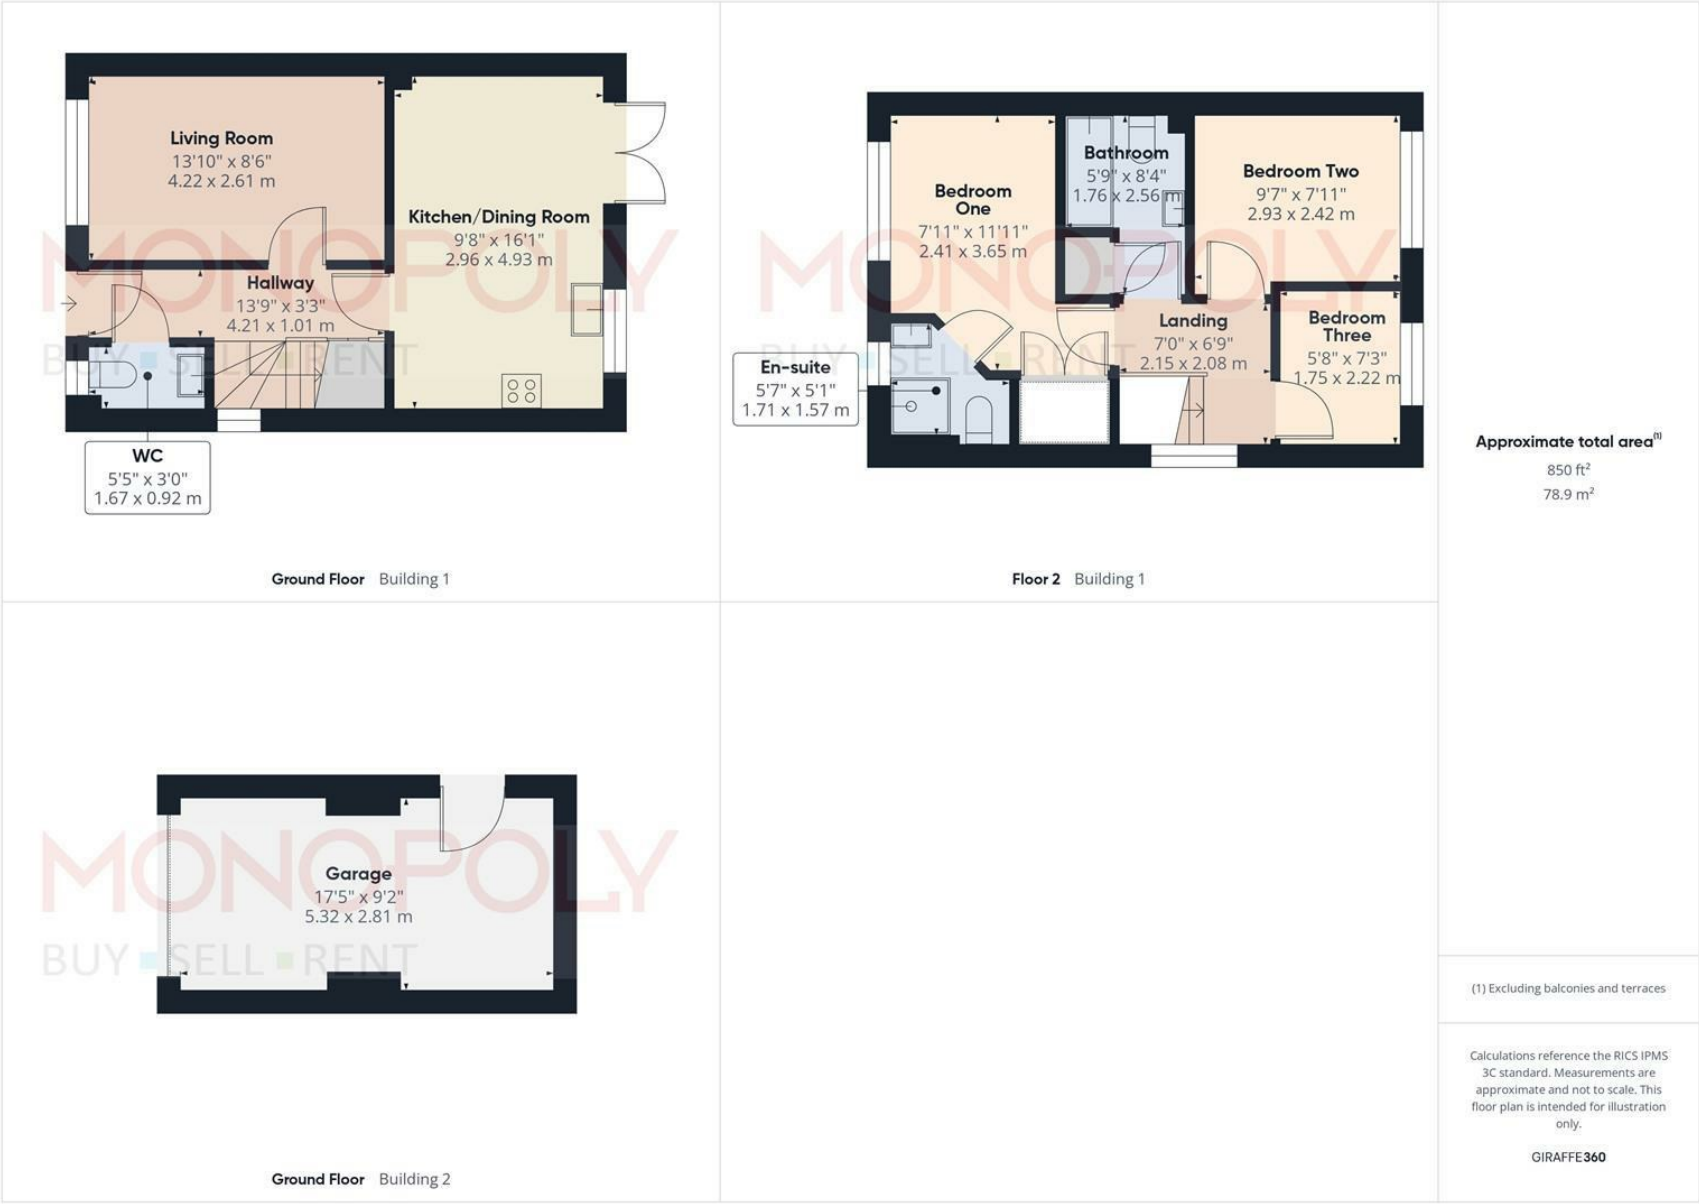 Living Room
13'10" x 8'6"
4.22 x 2.61 m
Kitchen/Dining Room
9'8" x 16'1"
2.96 x 4.93 m
Hallway
13'9" x 3'3"
4.21 x 1.01 m
WC
5'5" x 3'0"
1.67 x 0.92 m
MONOPOLY
BUY SELL RENT
Ground Floor Building 1
Bedroom
One
7'11" x 11'11"
2.41 x 3.65 m
Bathroom
5'9" x 8'4"
1.76 x 2.56 m
Bedroom Two
9'7" x 7'11"
2.93 x 2.42 m
Landing
7'0" x 6'9"
2.15 x 2.08 m
Bedroom
Three
5'8" x 7'3"
1.75 x 2.22 m
En-suite
5'7" x 5'1"
1.71 x 1.57 m
MONOPOLY
BUY SELL RENT
Floor 2 Building 1
Garage
17'5" x 9'2"
5.32 x 2.81 m
MONOPOLY
BUY SELL RENT
Ground Floor Building 2
Approximate total area(1)
850 ft²
78.9 m²
(1) Excluding balconies and terraces
Calculations reference the RICS IPMS
3C standard. Measurements are
approximate and not to scale. This
floor plan is intended for illustration
only.
GIRAFFE360